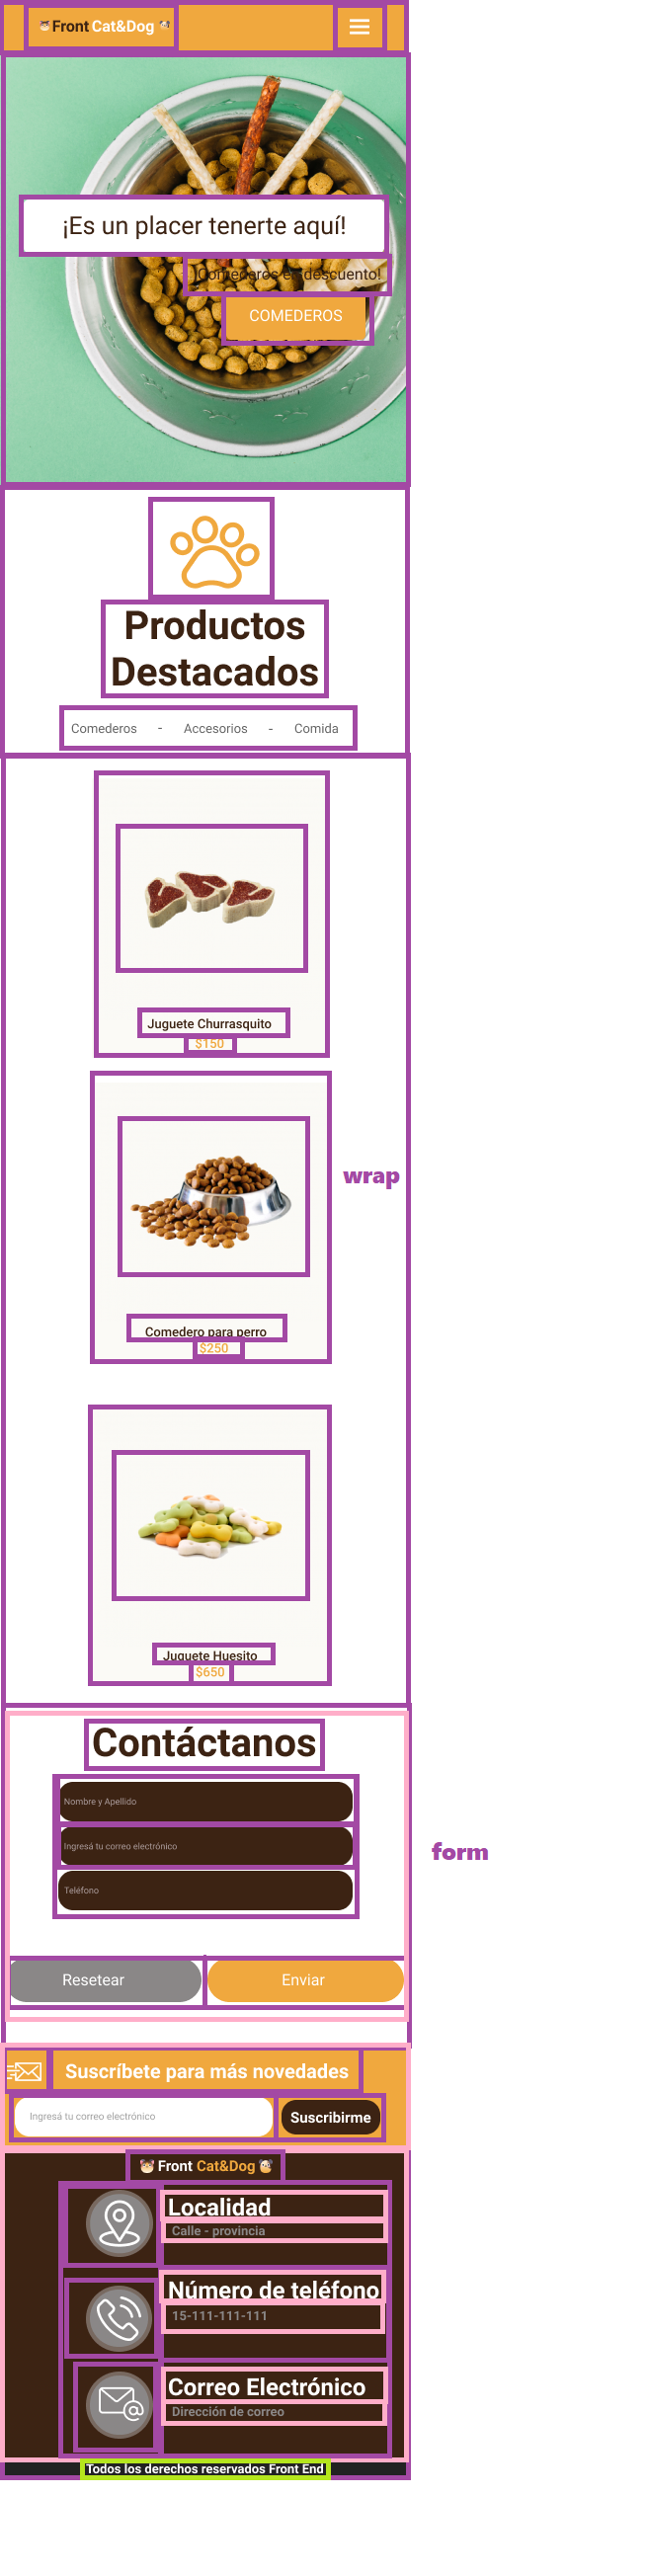 Front Cat&Dog
¡Es un placer tenerte aquí!
¡Comederos en descuento!
COMEDEROS
Productos
Destacados
Comederos - Accesorios - Comida
Juguete Churrasquito
$150
wrap
Comedero para perro
$250
Juguete Huesito
$650
Contáctanos
Nombre y Apellido
Ingresá tu correo electrónico
form
Teléfono
Resetear Enviar
Suscríbete para más novedades
Ingresá tu correo electrónico Suscribirme
Front Cat&Dog
Localidad
Calle - provincia
Número de teléfono
15-111-111-111
Correo Electrónico
Dirección de correo
Todos los derechos reservados Front End